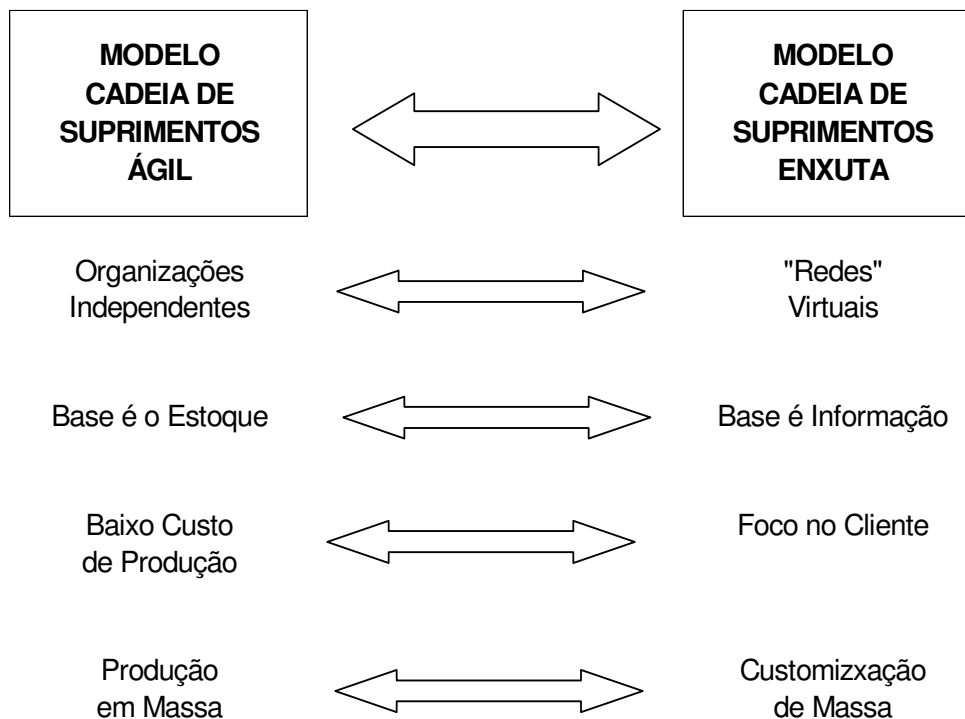 MODELO
CADEIA DE
SUPRIMENTOS
ÁGIL
MODELO
CADEIA DE
SUPRIMENTOS
ENXUTA
Organizações
Independentes
"Redes"
Virtuais
Base é o Estoque
Base é Informação
Baixo Custo
de Produção
Foco no Cliente
Produção
em Massa
Customizxação
de Massa